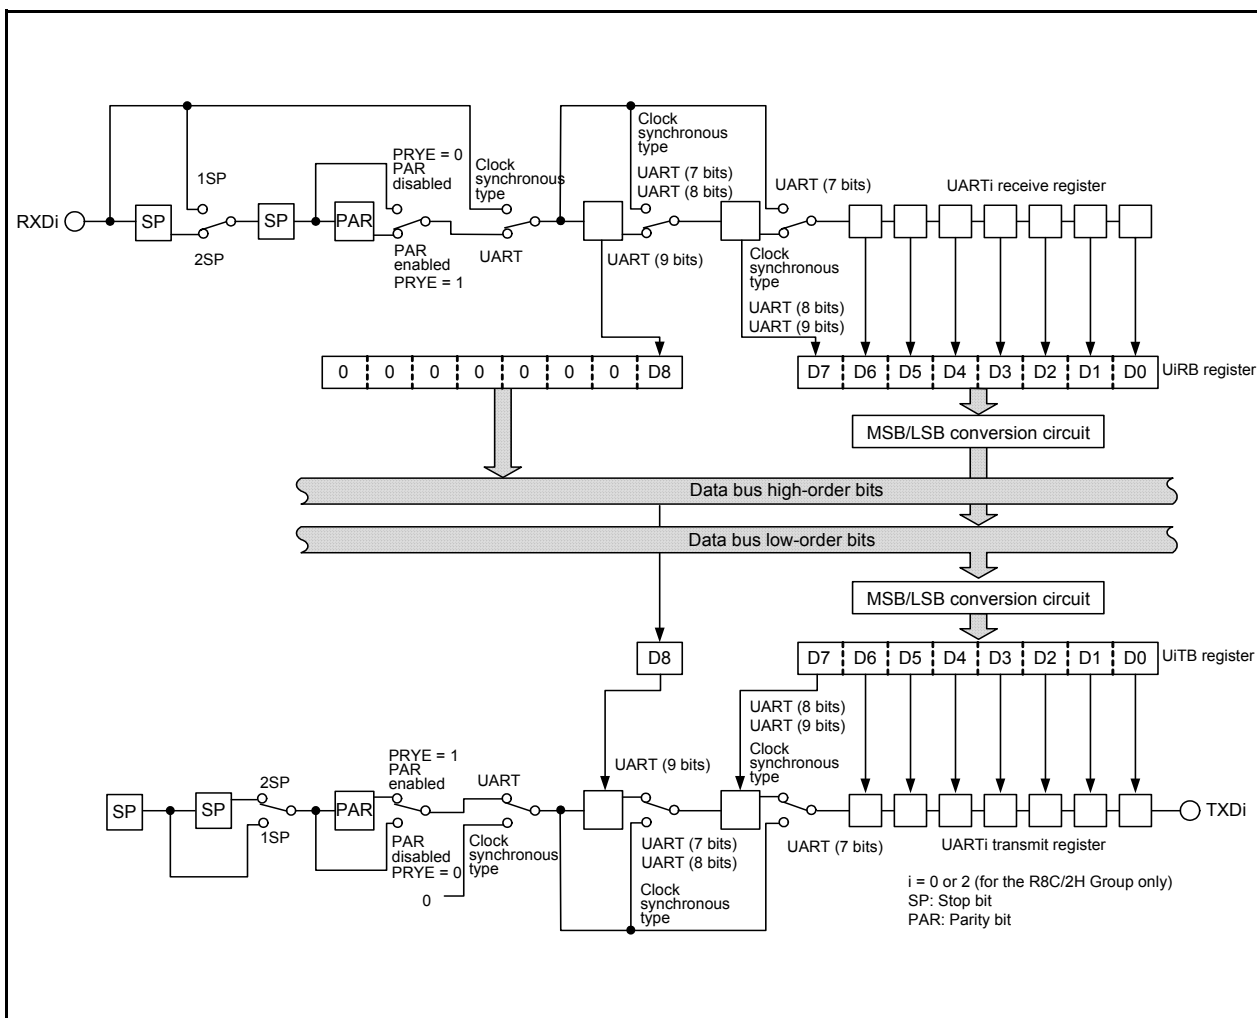 Clock
synchronous
type
PRYE = 0
PAR
disabled
Clock
synchronous
type
1SP
UART (7 bits)
UART (8 bits)
UART (7 bits)
UARTi receive register
RXDi
SP
SP
PAR
2SP
PAR
enabled
PRYE = 1
UART
UART (9 bits)
Clock
synchronous
type
UART (8 bits)
UART (9 bits)
0 0 0 0 0 0 0 D8
D7 D6 D5 D4 D3 D2 D1 D0
UiRB register
MSB/LSB conversion circuit
Data bus high-order bits
Data bus low-order bits
MSB/LSB conversion circuit
D8
D7 D6 D5 D4 D3 D2 D1 D0
UiTB register
UART (8 bits)
UART (9 bits)
PRYE = 1
PAR
enabled
UART (9 bits)
Clock
synchronous
type
2SP
UART
SP
SP
PAR
TXDi
1SP
PAR
disabled
PRYE = 0
Clock
synchronous
type
0
UART (7 bits)
UART (8 bits)
UART (7 bits)
UARTi transmit register
Clock
synchronous
type
i = 0 or 2 (for the R8C/2H Group only)
SP: Stop bit
PAR: Parity bit